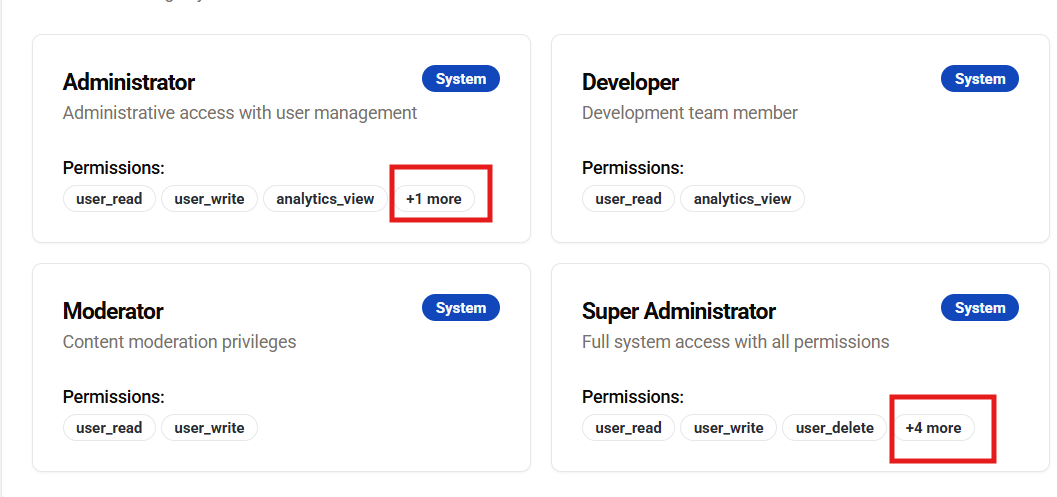 Administrator System
Administrative access with user management
Permissions:
user_read user_write analytics_view +1 more
Developer System
Development team member
Permissions:
user_read analytics_view
Moderator System
Content moderation privileges
Permissions:
user_read user_write
Super Administrator System
Full system access with all permissions
Permissions:
user_read user_write user_delete +4 more